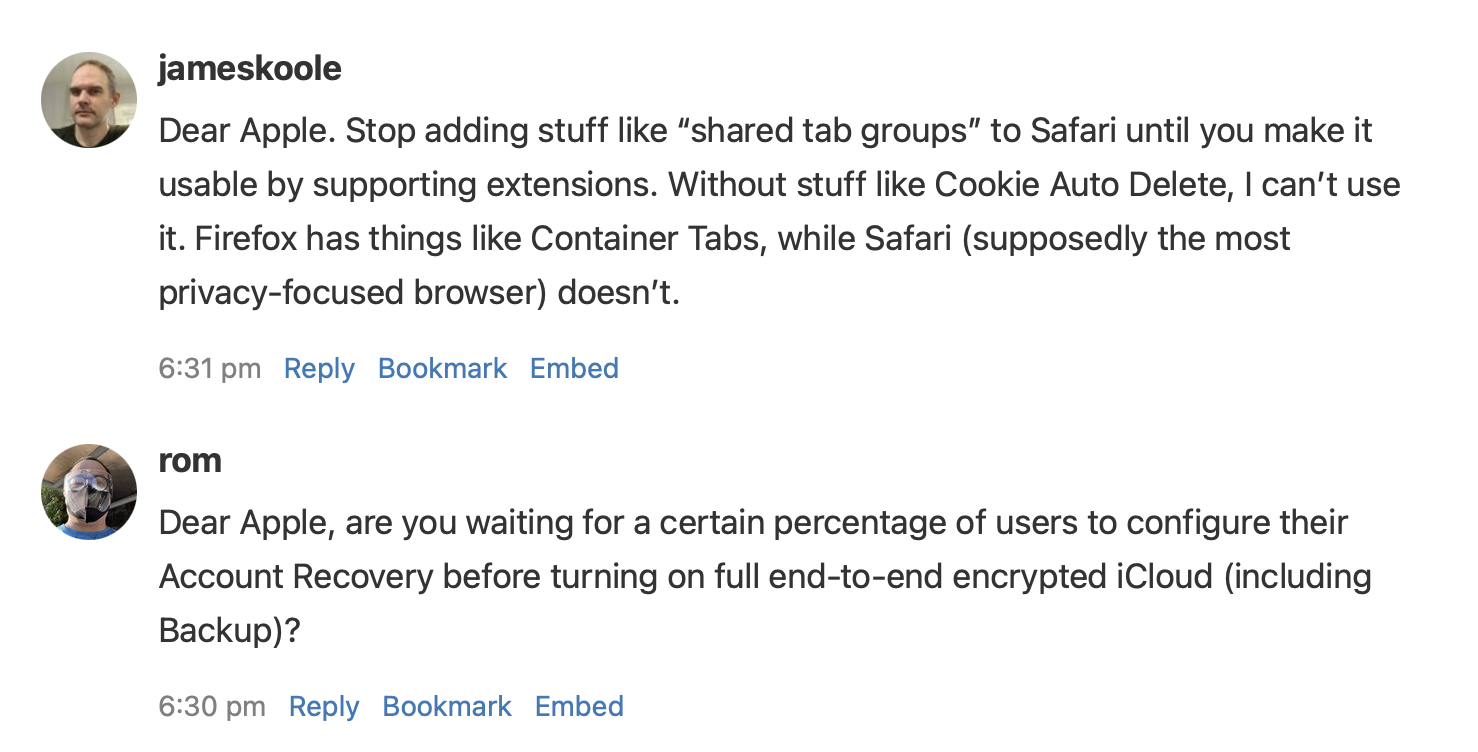 jameskoole
Dear Apple. Stop adding stuff like “shared tab groups” to Safari until you make it
usable by supporting extensions. Without stuff like Cookie Auto Delete, I can’t use
it. Firefox has things like Container Tabs, while Safari (supposedly the most
privacy-focused browser) doesn’t.
6:31 pm Reply Bookmark Embed
rom
Dear Apple, are you waiting for a certain percentage of users to configure their
Account Recovery before turning on full end-to-end encrypted iCloud (including
Backup)?
6:30 pm Reply Bookmark Embed